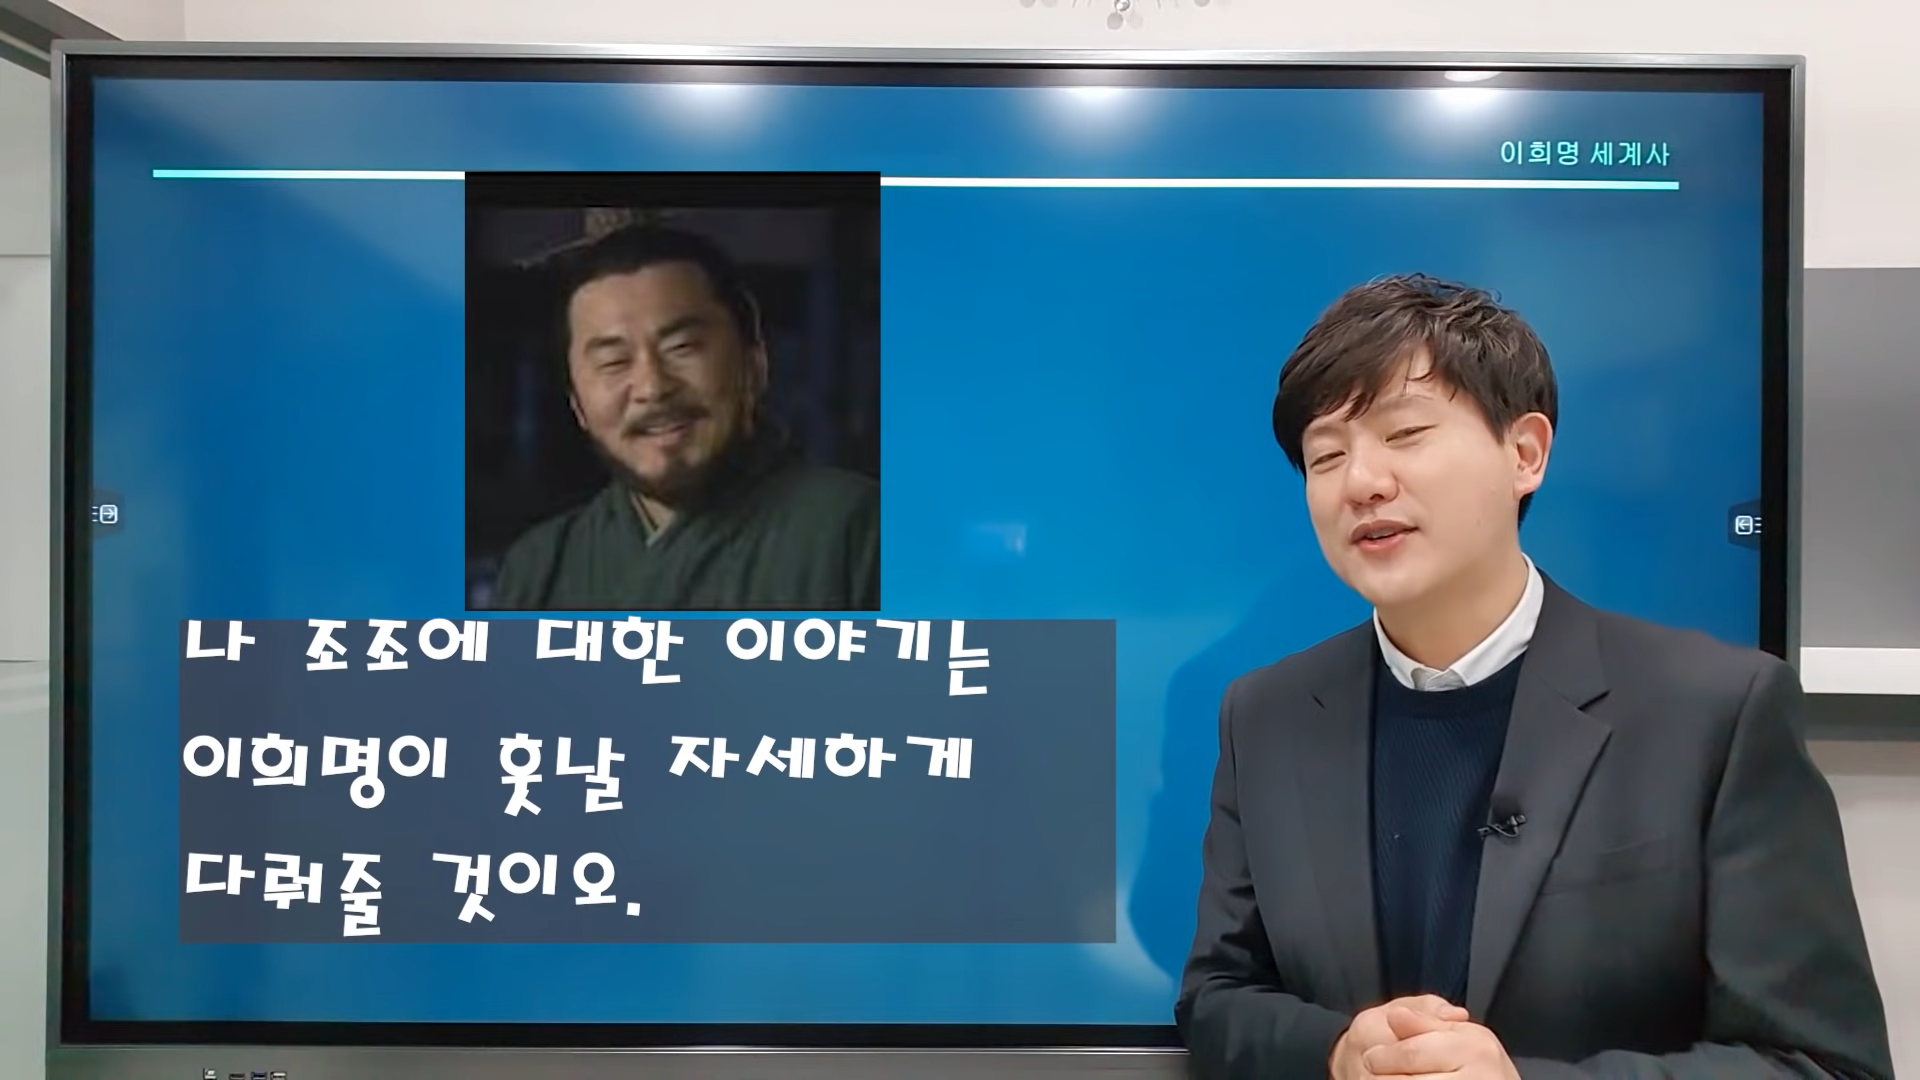 이희명 세계사
나 조조에 대한 이야기는
이희명이 훗날 자세하게
다뤄줄 것이오.